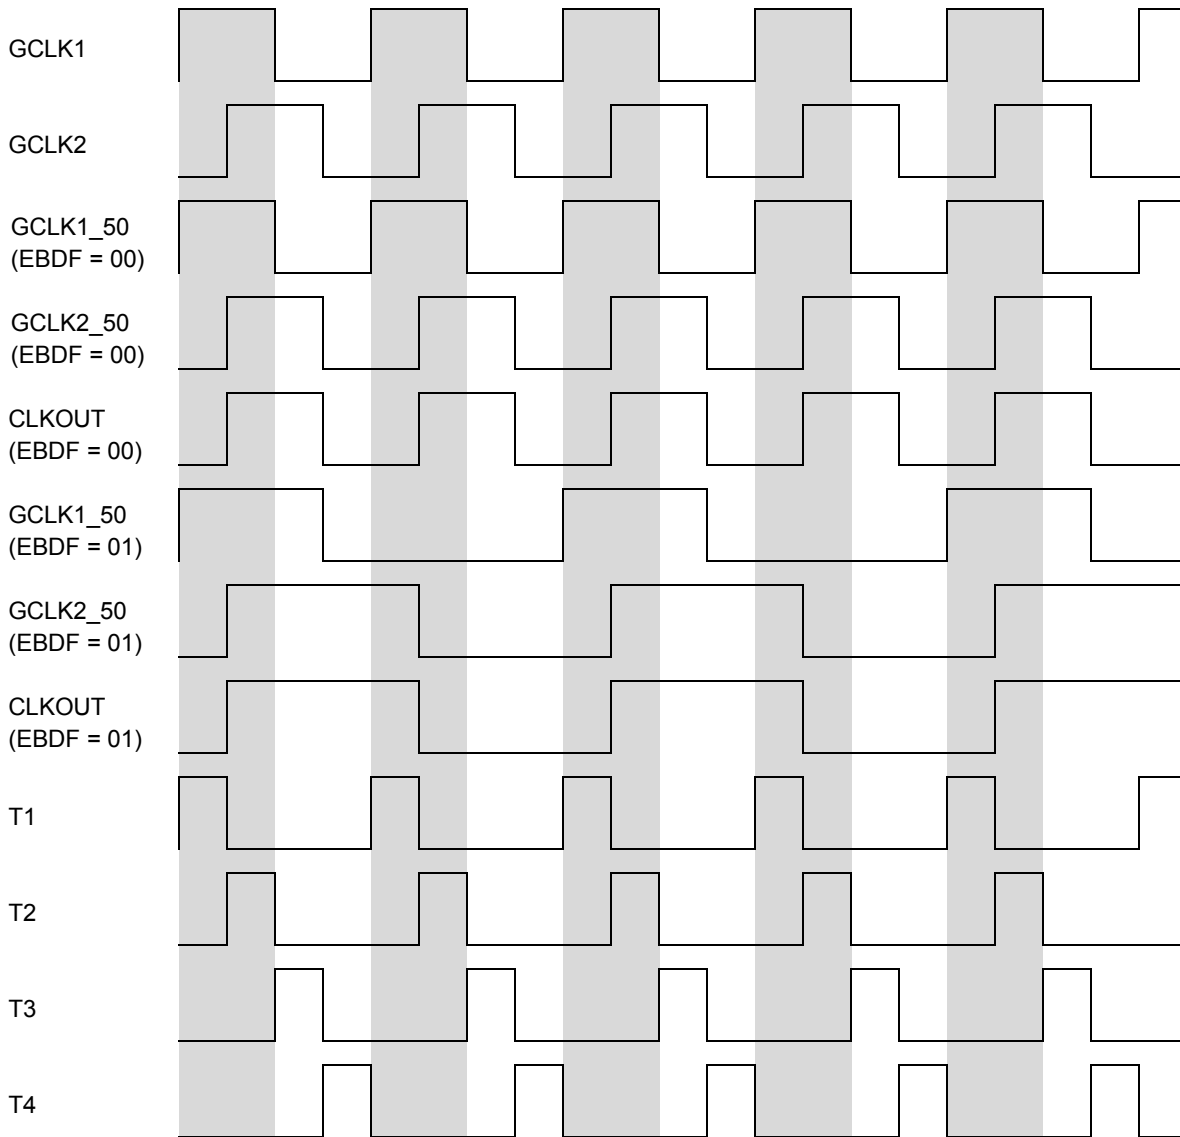 GCLK1
GCLK2
GCLK1_50
(EBDF = 00)
GCLK2_50
(EBDF = 00)
CLKOUT
(EBDF = 00)
GCLK1_50
(EBDF = 01)
GCLK2_50
(EBDF = 01)
CLKOUT
(EBDF = 01)
T1
T2
T3
T4